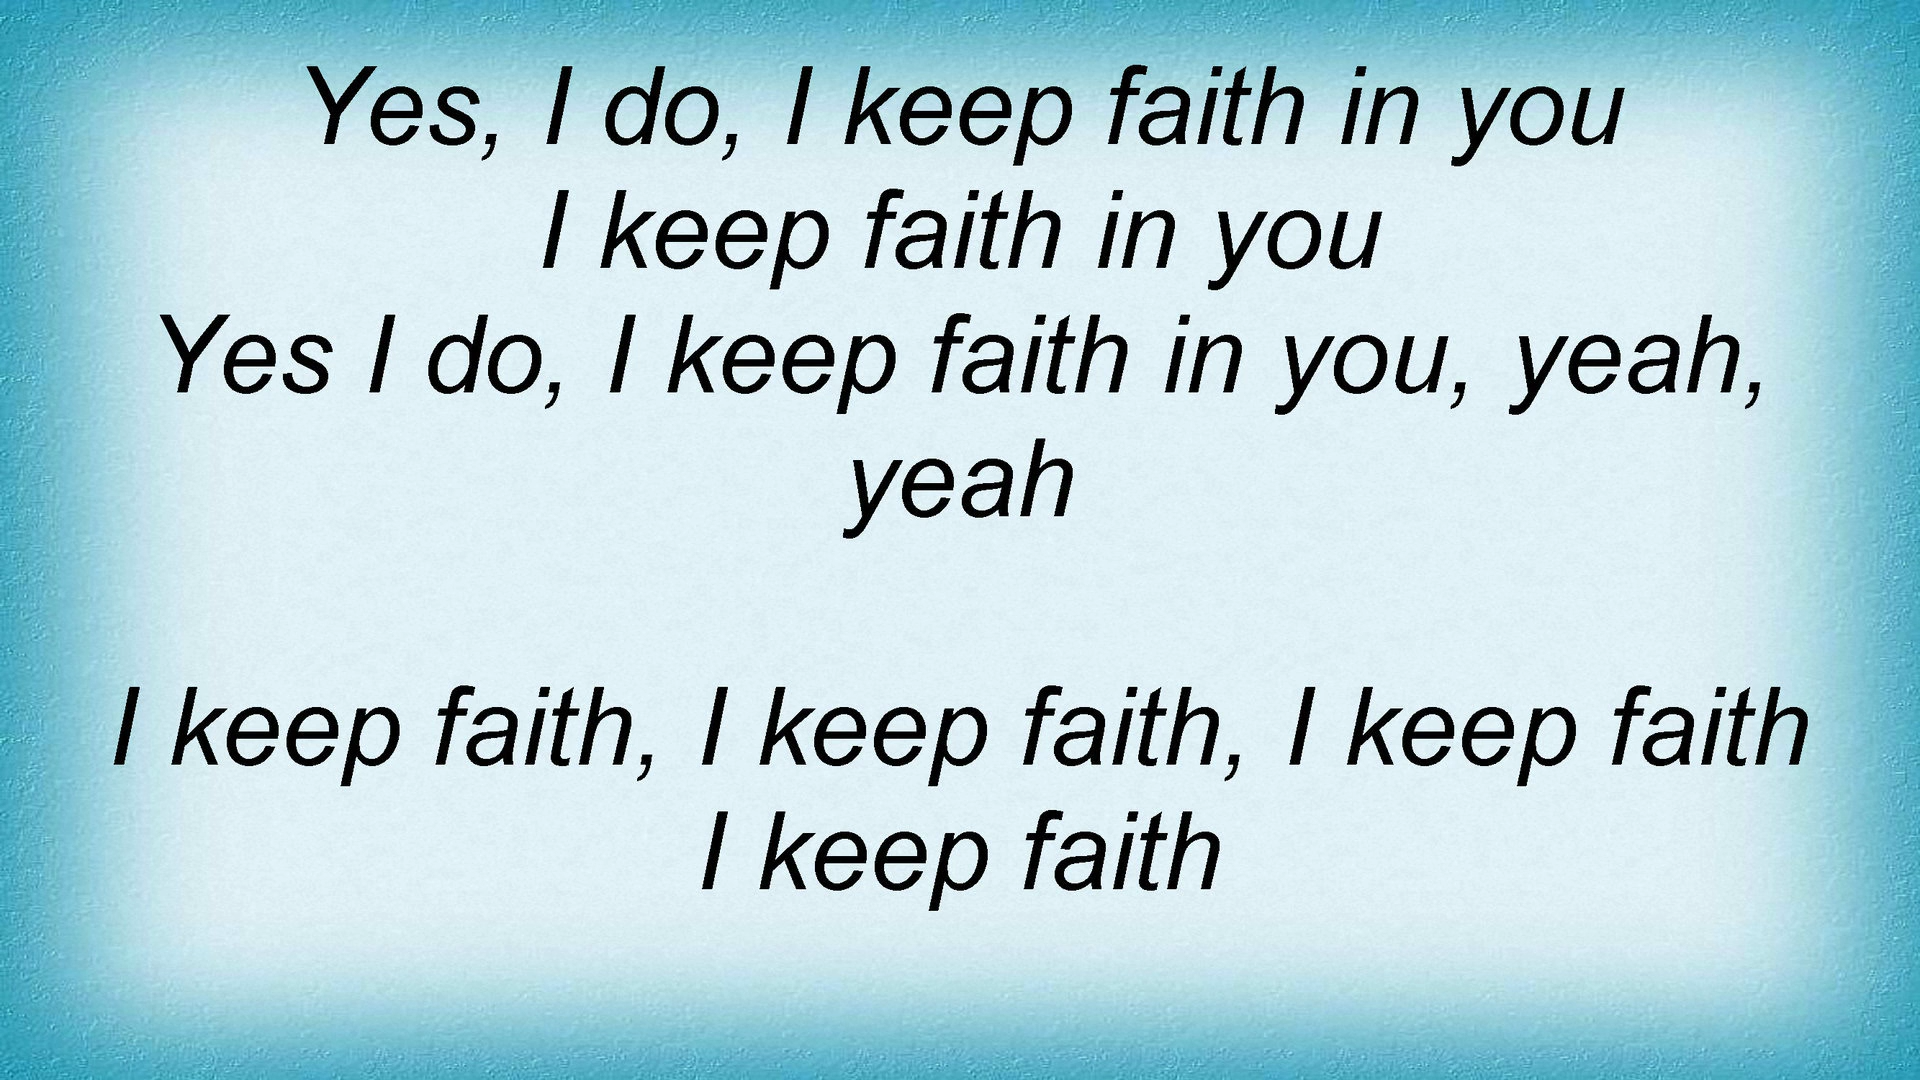 Yes, I do, I keep faith in you
I keep faith in you
Yes I do, I keep faith in you, yeah,
yeah
I keep faith, I keep faith, I keep faith
I keep faith